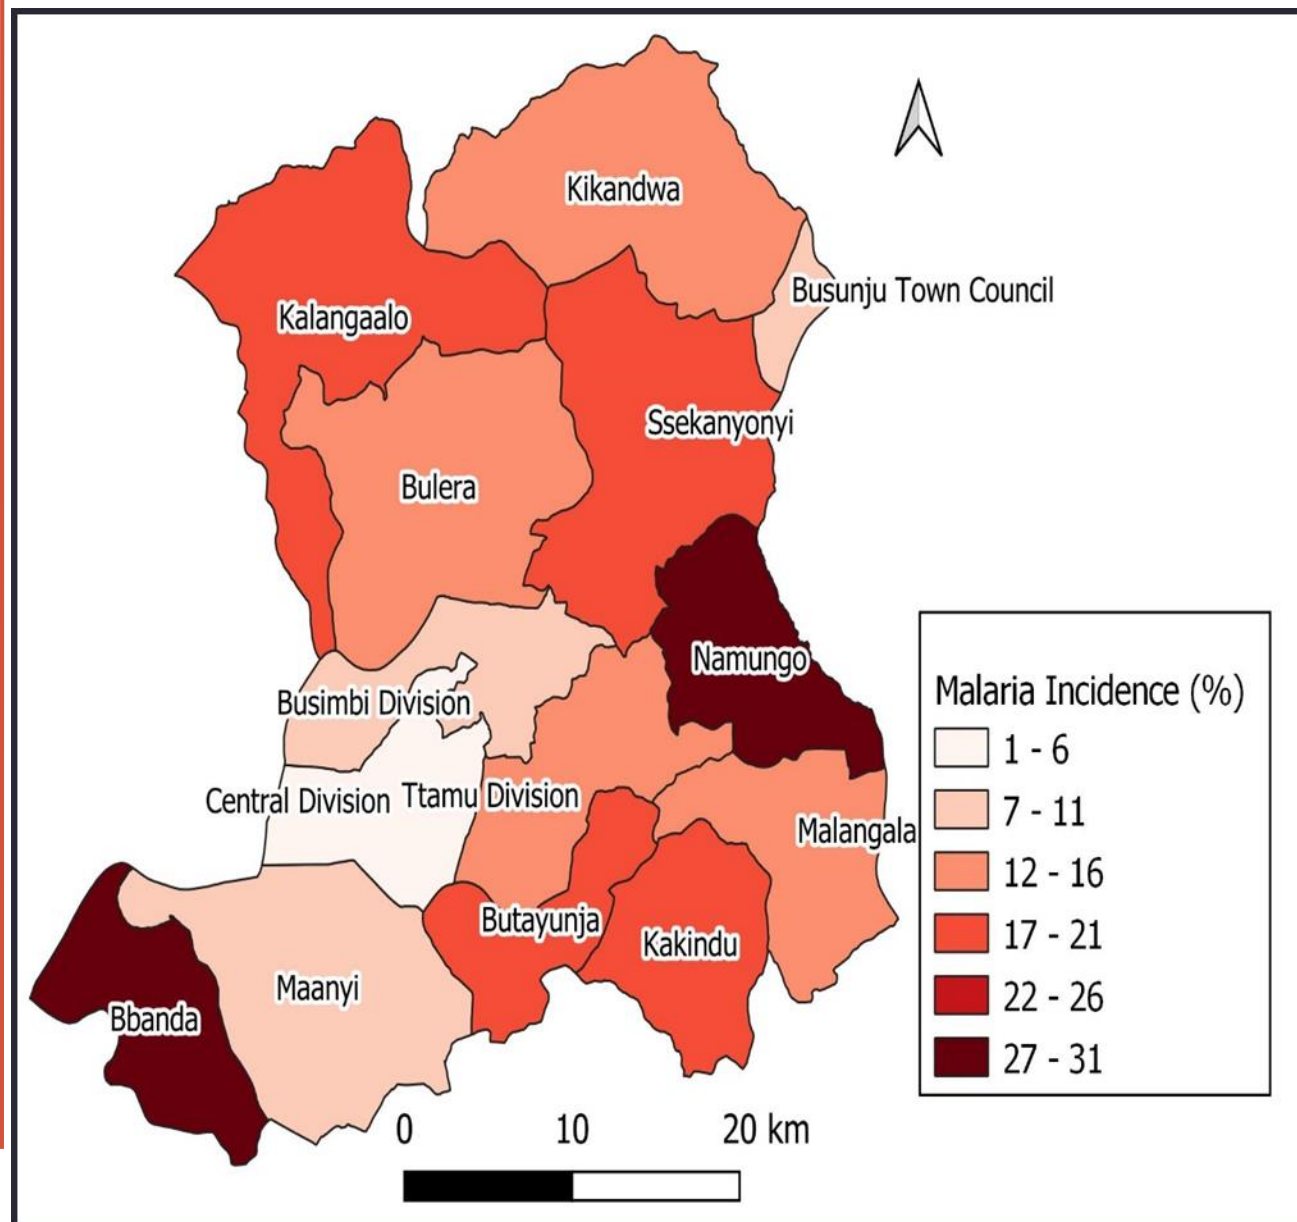 Kikandwa
Busunju Town Council
Kalangaalo
Ssekanyonyi
Bulera
Namungo
Busimbi Division
Central Division
Ttamu Division
Malangala
Butayunja
Kakindu
Maanyi
Bbanda
Malaria Incidence (%)
1 - 6
7 - 11
12 - 16
17 - 21
22 - 26
27 - 31
0 10 20 km